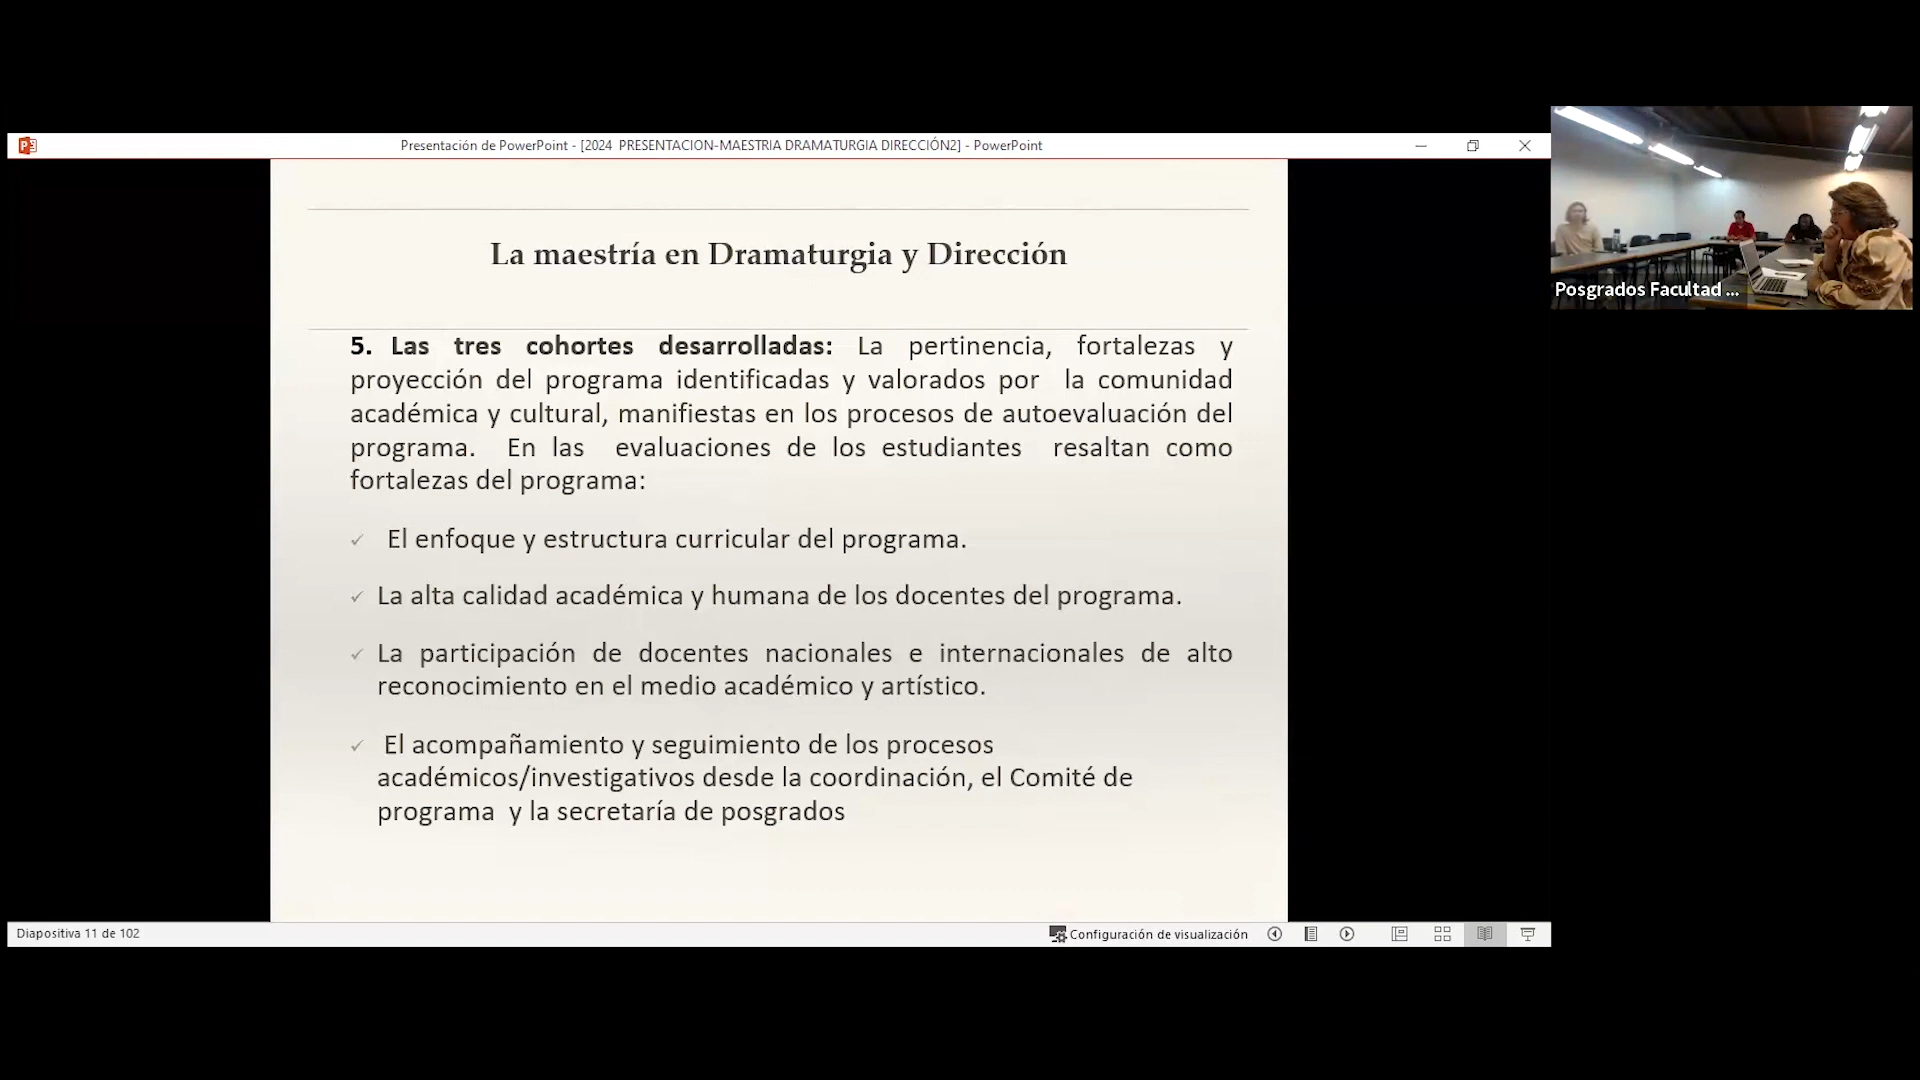 Presentación de PowerPoint - [2024 PRESENTACION-MAESTRIA DRAMATURGIA DIRECCIÓN2] - PowerPoint
La maestría en Dramaturgia y Dirección
5. Las tres cohortes desarrolladas: La pertinencia, fortalezas y
proyección del programa identificadas y valorados por la comunidad
académica y cultural, manifiestas en los procesos de autoevaluación del
programa. En las evaluaciones de los estudiantes resaltan como
fortalezas del programa:
✓ El enfoque y estructura curricular del programa.
✓ La alta calidad académica y humana de los docentes del programa.
✓ La participación de docentes nacionales e internacionales de alto
reconocimiento en el medio académico y artístico.
✓ El acompañamiento y seguimiento de los procesos
académicos/investigativos desde la coordinación, el Comité de
programa y la secretaría de posgrados
Diapositiva 11 de 102
Configuración de visualización
Posgrados Facultad ...